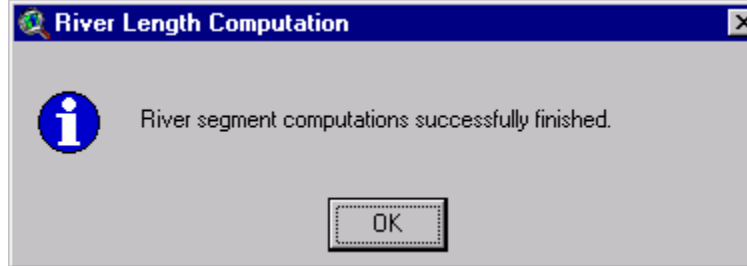 River Length Computation
River segment computations successfully finished.
OK